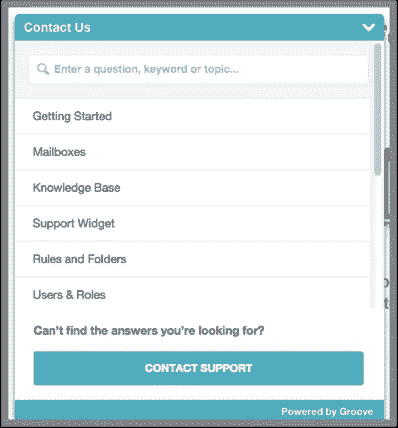 Contact Us
Enter a question, keyword or topic...
Getting Started
Mailboxes
Knowledge Base
Support Widget
Rules and Folders
Users & Roles
Can't find the answers you're looking for?
CONTACT SUPPORT
Powered by Groove